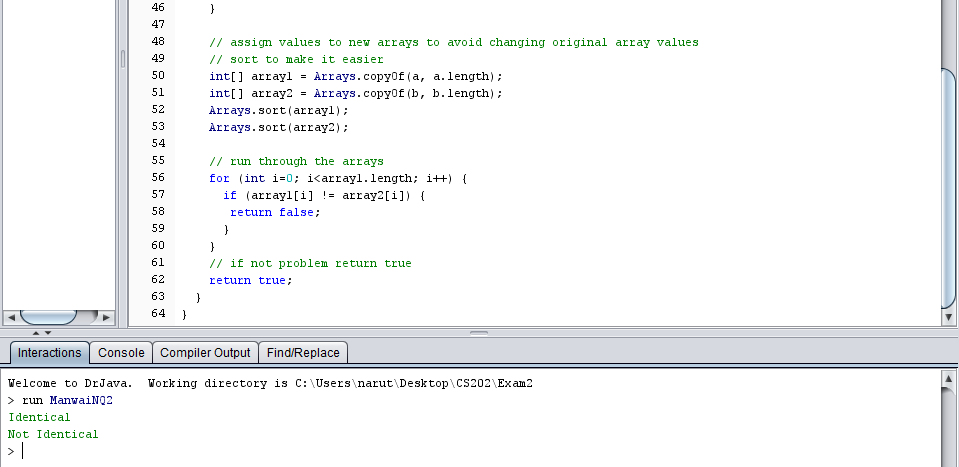 46 }
47
48 // assign values to new arrays to avoid changing original array values
49 // sort to make it easier
50 int[] array1 = Arrays.copyOf(a, a.length);
51 int[] array2 = Arrays.copyOf(b, b.length);
52 Arrays.sort(array1);
53 Arrays.sort(array2);
54
55 // run through the arrays
56 for (int i=0; i<array1.length; i++) {
57 if (array1[i] != array2[i]) {
58 return false;
59 }
60 }
61 // if not problem return true
62 return true;
63 }
64 }
Interactions Console Compiler Output Find/Replace
Welcome to DrJava. Working directory is C:\Users\narut\Desktop\CS202\Exam2
> run ManwaiNQ2
Identical
Not Identical
>